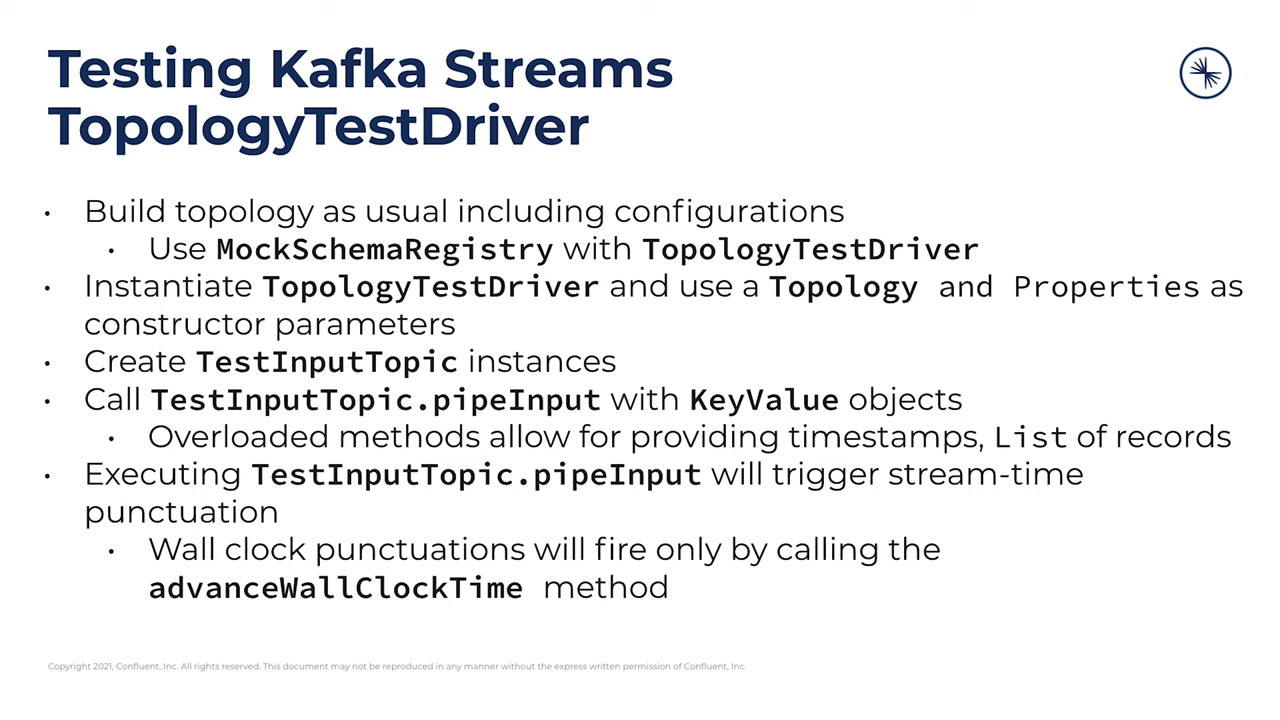 Testing Kafka Streams
TopologyTestDriver
• Build topology as usual including configurations
• Use MockSchemaRegistry with TopologyTestDriver
• Instantiate TopologyTestDriver and use a Topology and Properties as
constructor parameters
• Create TestInputTopic instances
• Call TestInputTopic.pipeInput with KeyValue objects
• Overloaded methods allow for providing timestamps, List of records
• Executing TestInputTopic.pipeInput will trigger stream-time
punctuation
• Wall clock punctuations will fire only by calling the
advanceWallClockTime method
Copyright 2021, Confluent, Inc. All rights reserved. This document may not be reproduced in any manner without the express written permission of Confluent, Inc.